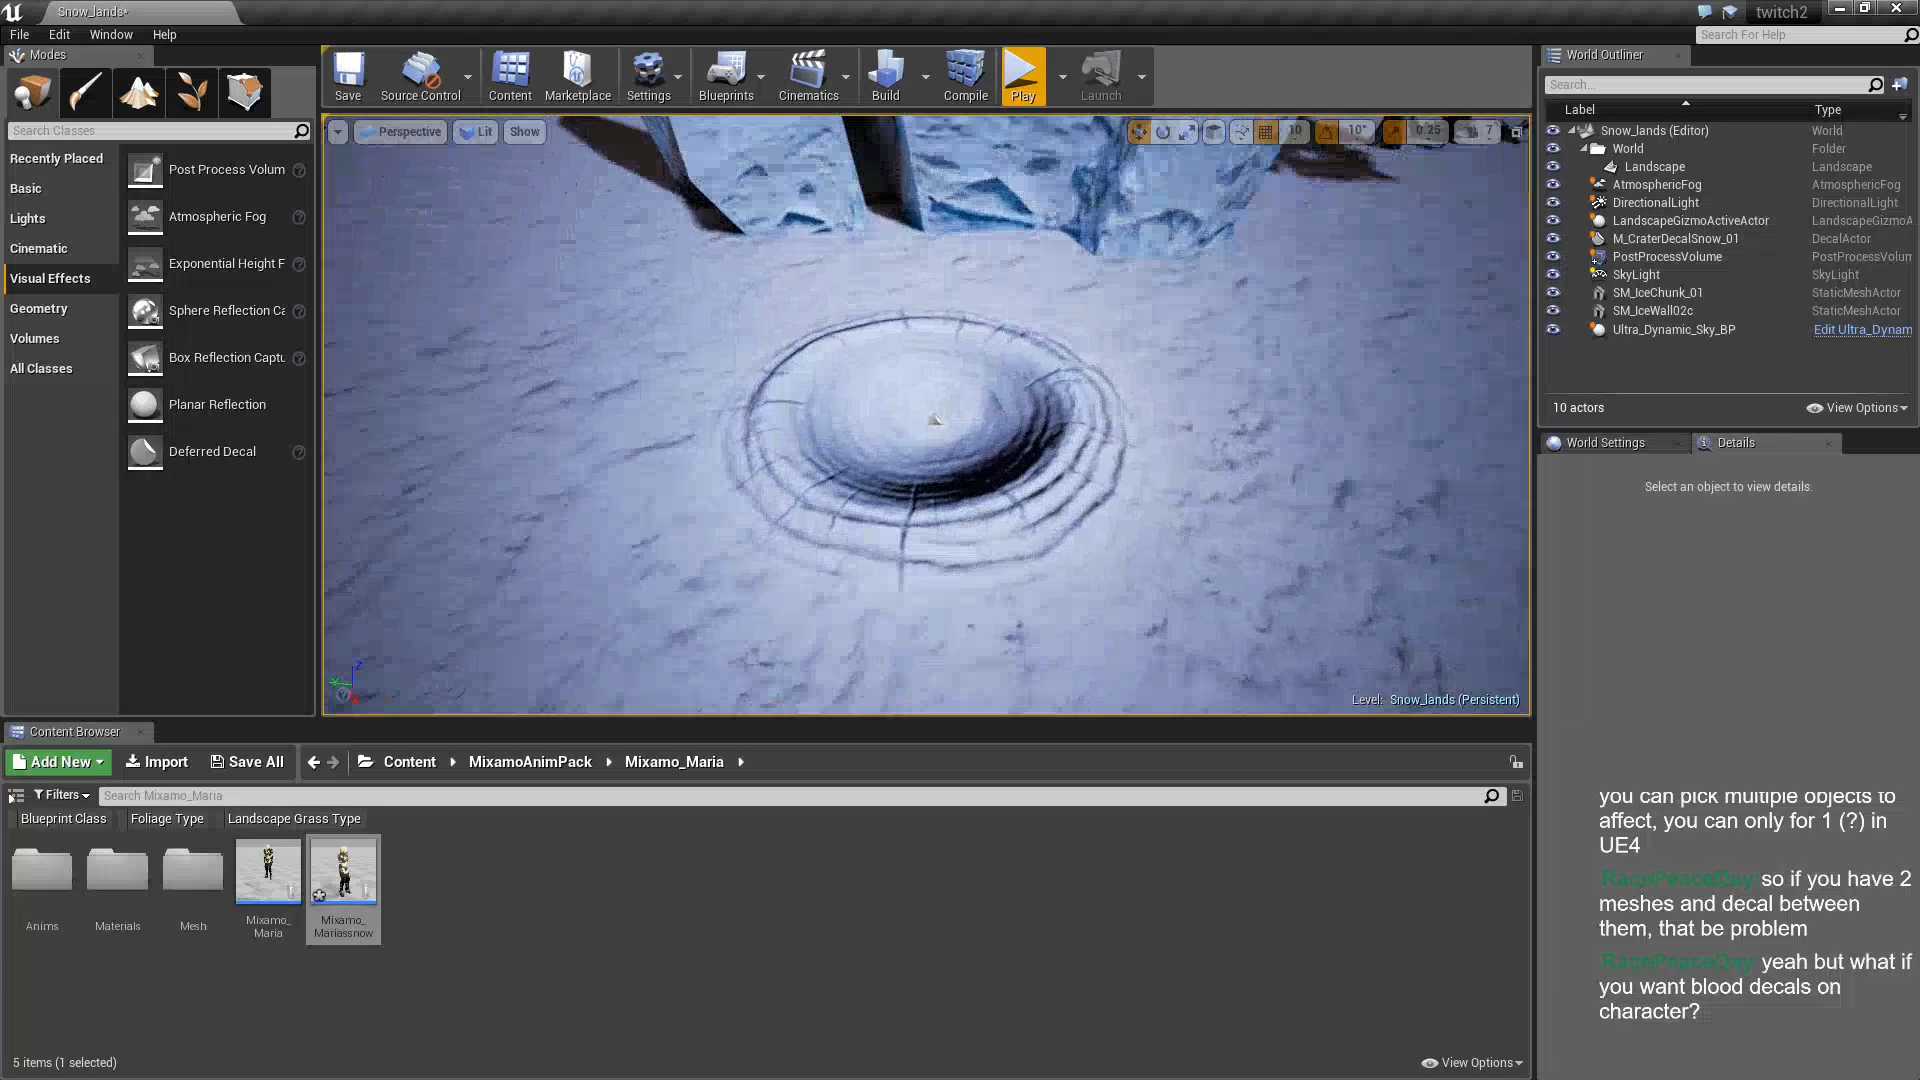 Snow_lands*
twitch2
File Edit Window Help
Search For Help
Modes
Search Classes
Recently Placed
Basic
Lights
Cinematic
Visual Effects
Geometry
Volumes
All Classes
Post Process Volum
Atmospheric Fog
Exponential Height F
Sphere Reflection Ca
Box Reflection Captu
Planar Reflection
Deferred Decal
Save Source Control Content Marketplace Settings Blueprints Cinematics Build Compile Play Launch
Perspective Lit Show
10 10° 0.25 7
Level: Snow_lands (Persistent)
World Outliner
Search...
Label Type
Snow_lands (Editor) World
World Folder
Landscape Landscape
AtmosphericFog AtmosphericFog
DirectionalLight DirectionalLight
LandscapeGizmoActiveActor LandscapeGizmoA
M_CraterDecalSnow_01 DecalActor
PostProcessVolume PostProcessVolum
SkyLight SkyLight
SM_IceChunk_01 StaticMeshActor
SM_IceWall02c StaticMeshActor
Ultra_Dynamic_Sky_BP Edit Ultra_Dynam
10 actors View Options
World Settings Details
Select an object to view details.
Content Browser
Add New Import Save All Content MixamoAnimPack Mixamo_Maria
Filters Search Mixamo_Maria
Blueprint Class Foliage Type Landscape Grass Type
Anims
Materials
Mesh
Mixamo_
Maria
Mixamo_
Mariassnow
5 items (1 selected) View Options
you can pick multiple objects to
affect, you can only for 1 (?) in
UE4
RacePeaceDay so if you have 2
meshes and decal between
them, that be problem
RacePeaceDay yeah but what if
you want blood decals on
character?